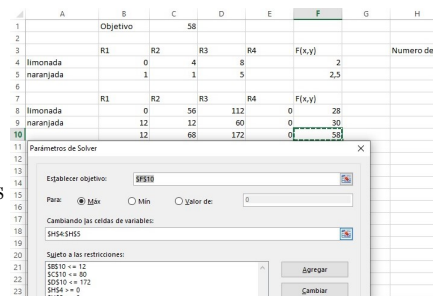 A B C D E F G H
1 Objetivo 58
2
3 R1 R2 R3 R4 F(x,y) Numero de
4 limonada 0 4 8 2
5 naranjada 1 1 5 2,5
6
7 R1 R2 R3 R4 F(x,y)
8 limonada 0 56 112 0 28
9 naranjada 12 12 60 0 30
10 12 68 172 0 58
11 Parámetros de Solver
12
13
14 Establecer objetivo: $F$10
15
16 Para: Máx Mín Valor de: 0
17
18 Cambiando las celdas de variables:
19 $H$4:$H$5
20 Sujeto a las restricciones:
21 $B$10 <= 12 Agregar
22 $C$10 <= 80
$D$10 <= 172
23 $H$4 >= 0 Cambiar